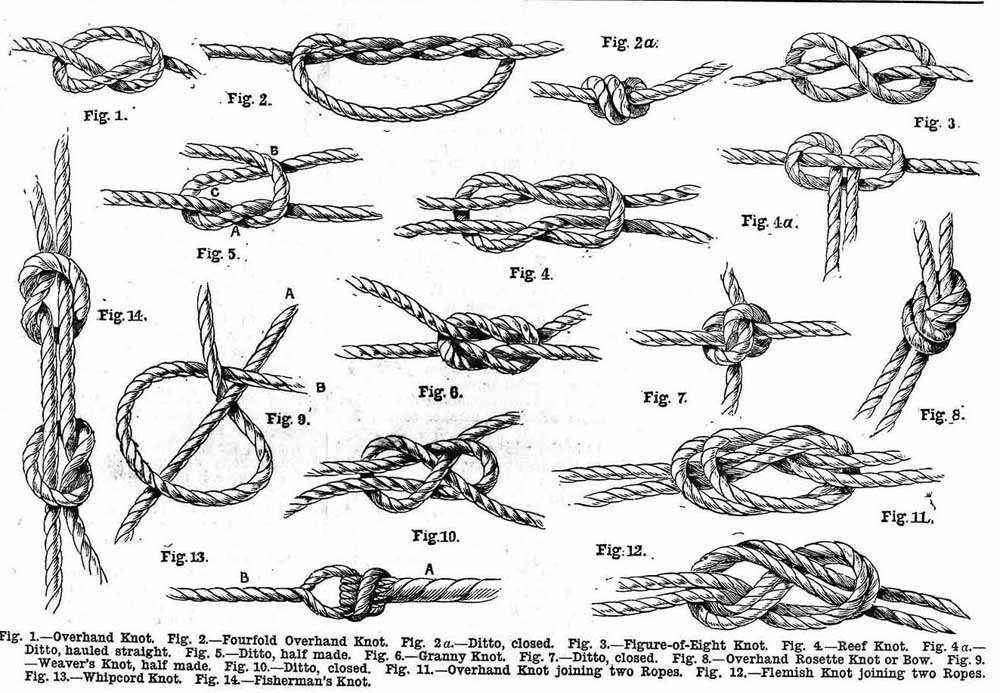 Fig. 1.
Fig. 2.
Fig. 2a.
Fig. 3.
B
C
A
Fig. 5.
Fig. 4.
Fig. 4a.
Fig. 14.
A
B
Fig. 9.
Fig. 6.
Fig. 7.
Fig. 8.
Fig. 10.
Fig. 11.
Fig. 13.
Fig. 12.
B
A
Fig. 1.—Overhand Knot. Fig. 2.—Fourfold Overhand Knot. Fig. 2a.—Ditto, closed. Fig. 3.—Figure-of-Eight Knot. Fig. 4.—Reef Knot. Fig. 4a.—
Ditto, hauled straight. Fig. 5.—Ditto, half made. Fig. 6.—Granny Knot. Fig. 7.—Ditto, closed. Fig. 8.—Overhand Rosette Knot or Bow. Fig. 9.
—Weaver's Knot, half made. Fig. 10.—Ditto, closed. Fig. 11.—Overhand Knot joining two Ropes. Fig. 12.—Flemish Knot joining two Ropes.
Fig. 13.—Whipcord Knot. Fig. 14.—Fisherman's Knot.